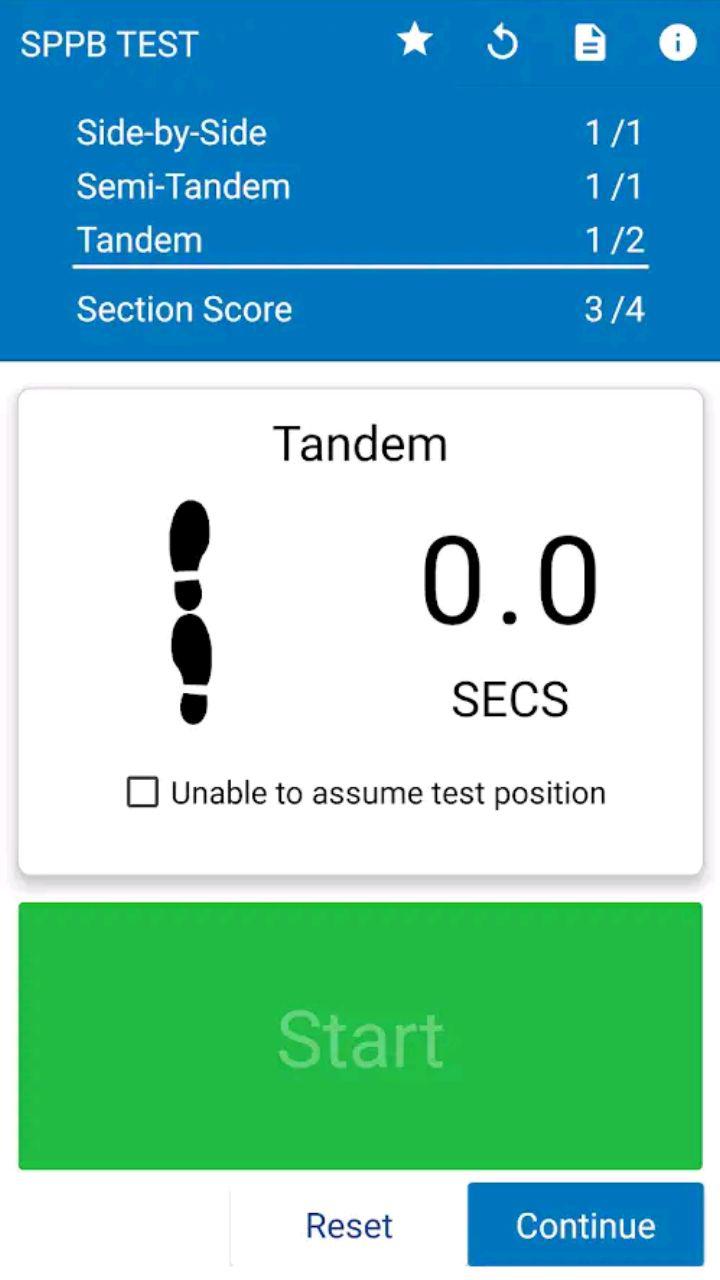 SPPB TEST
Side-by-Side 1 /1
Semi-Tandem 1 /1
Tandem 1 /2
Section Score 3 /4
Tandem
0.0
SECS
Unable to assume test position
Start
Reset Continue